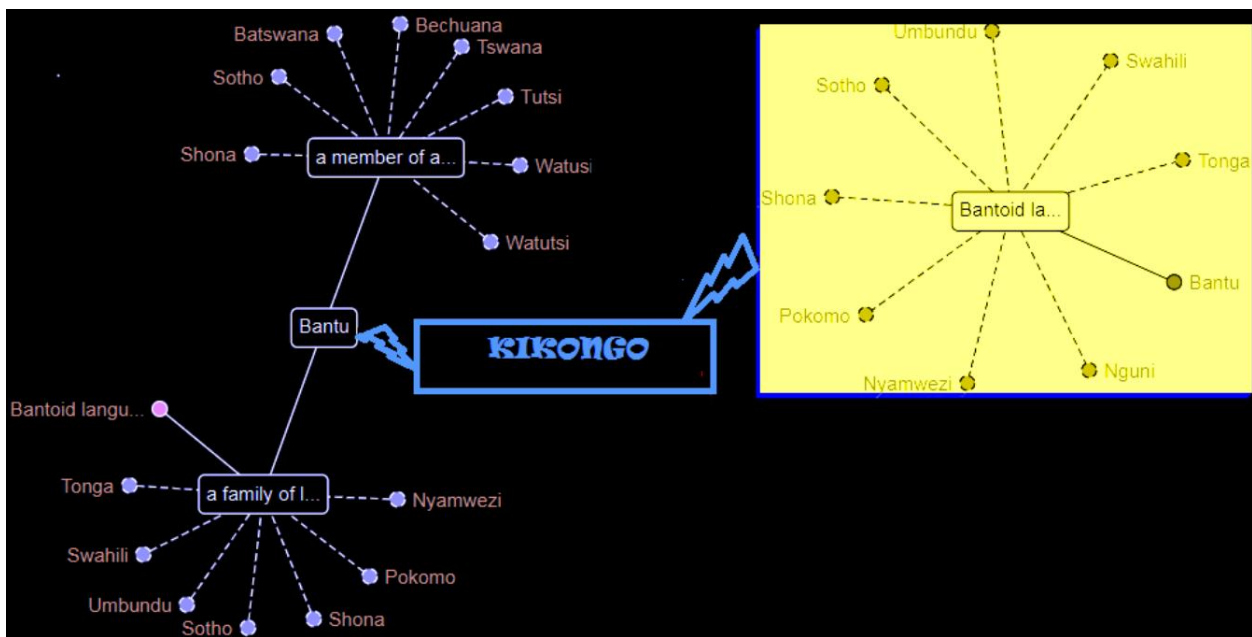 Bechuana
Batswana
Tswana
Sotho
Tutsi
a member of a...
Shona
Watusi
Watutsi
Bantu
KIKONGO
Bantoid langu...
Tonga
a family of l...
Nyamwezi
Swahili
Pokomo
Umbundu
Shona
Sotho
Umbundu
Swahili
Sotho
Tonga
Shona
Bantoid la...
Bantu
Pokomo
Nguni
Nyamwezi